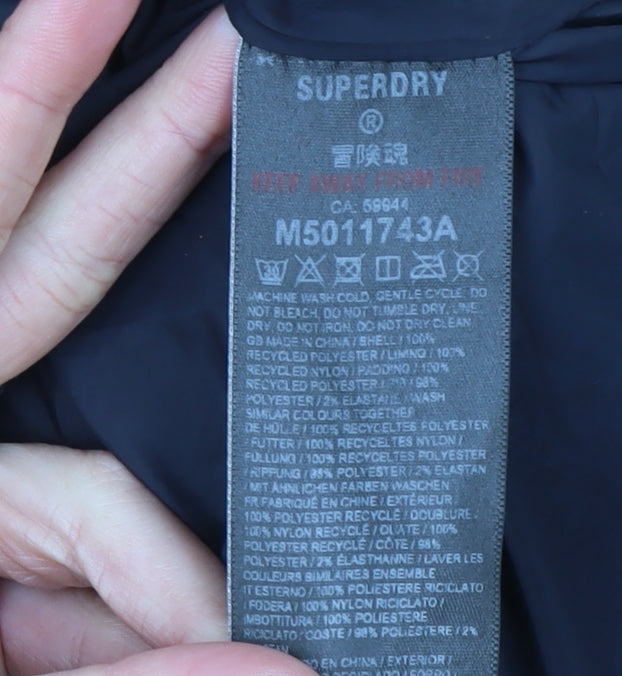 SUPERDRY
®
冒険魂
KEEP AWAY FROM FIRE
CA: 59944
M5011743A
30
MACHINE WASH COLD, GENTLE CYCLE, DO
NOT BLEACH, DO NOT TUMBLE DRY, LINE
DRY, DO NOT IRON, DO NOT DRY CLEAN
GB MADE IN CHINA / SHELL / 100%
RECYCLED POLYESTER / LINING / 100%
RECYCLED NYLON / PADDING / 100%
RECYCLED POLYESTER / RIB / 98%
POLYESTER / 2% ELASTANE / WASH
SIMILAR COLOURS TOGETHER
DE HÜLLE / 100% RECYCELTES POLYESTER
/ FUTTER / 100% RECYCELTES NYLON /
FÜLLUNG / 100% RECYCELTES POLYESTER
/ RIPPUNG / 98% POLYESTER / 2% ELASTAN
/ MIT ÄHNLICHEN FARBEN WASCHEN
FR FABRIQUÉ EN CHINE / EXTÉRIEUR /
100% POLYESTER RECYCLÉ / DOUBLURE /
100% NYLON RECYCLÉ / OUATE / 100%
POLYESTER RECYCLÉ / CÔTE / 98%
POLYESTER / 2% ÉLASTHANNE / LAVER LES
COULEURS SIMILAIRES ENSEMBLE
IT ESTERNO / 100% POLIESTERE RICICLATO
/ FODERA / 100% NYLON RICICLATO /
IMBOTTITURA / 100% POLIESTERE
RICICLATO / COSTE / 98% POLIESTERE / 2%
EN CHINA / EXTERIOR /